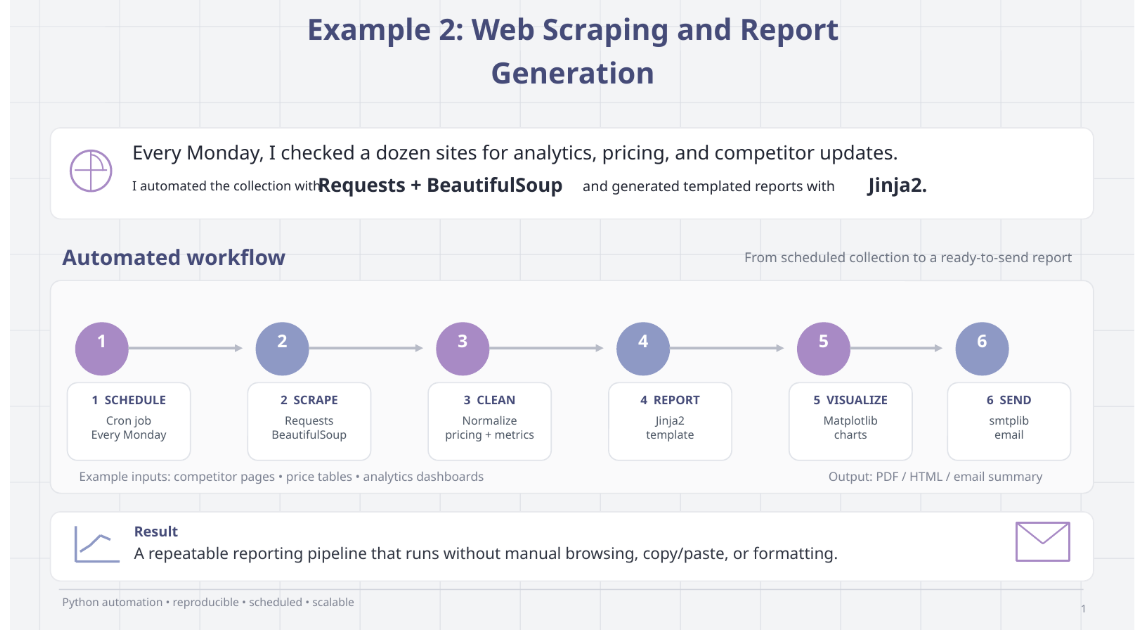 Example 2: Web Scraping and Report
Generation
Every Monday, I checked a dozen sites for analytics, pricing, and competitor updates.
I automated the collection with Requests + BeautifulSoup and generated templated reports with Jinja2.
Automated workflow
From scheduled collection to a ready-to-send report
1
2
3
4
5
6
1 SCHEDULE
Cron job
Every Monday
2 SCRAPE
Requests
BeautifulSoup
3 CLEAN
Normalize
pricing + metrics
4 REPORT
Jinja2
template
5 VISUALIZE
Matplotlib
charts
6 SEND
smtplib
email
Example inputs: competitor pages • price tables • analytics dashboards
Output: PDF / HTML / email summary
Result
A repeatable reporting pipeline that runs without manual browsing, copy/paste, or formatting.
Python automation • reproducible • scheduled • scalable
1